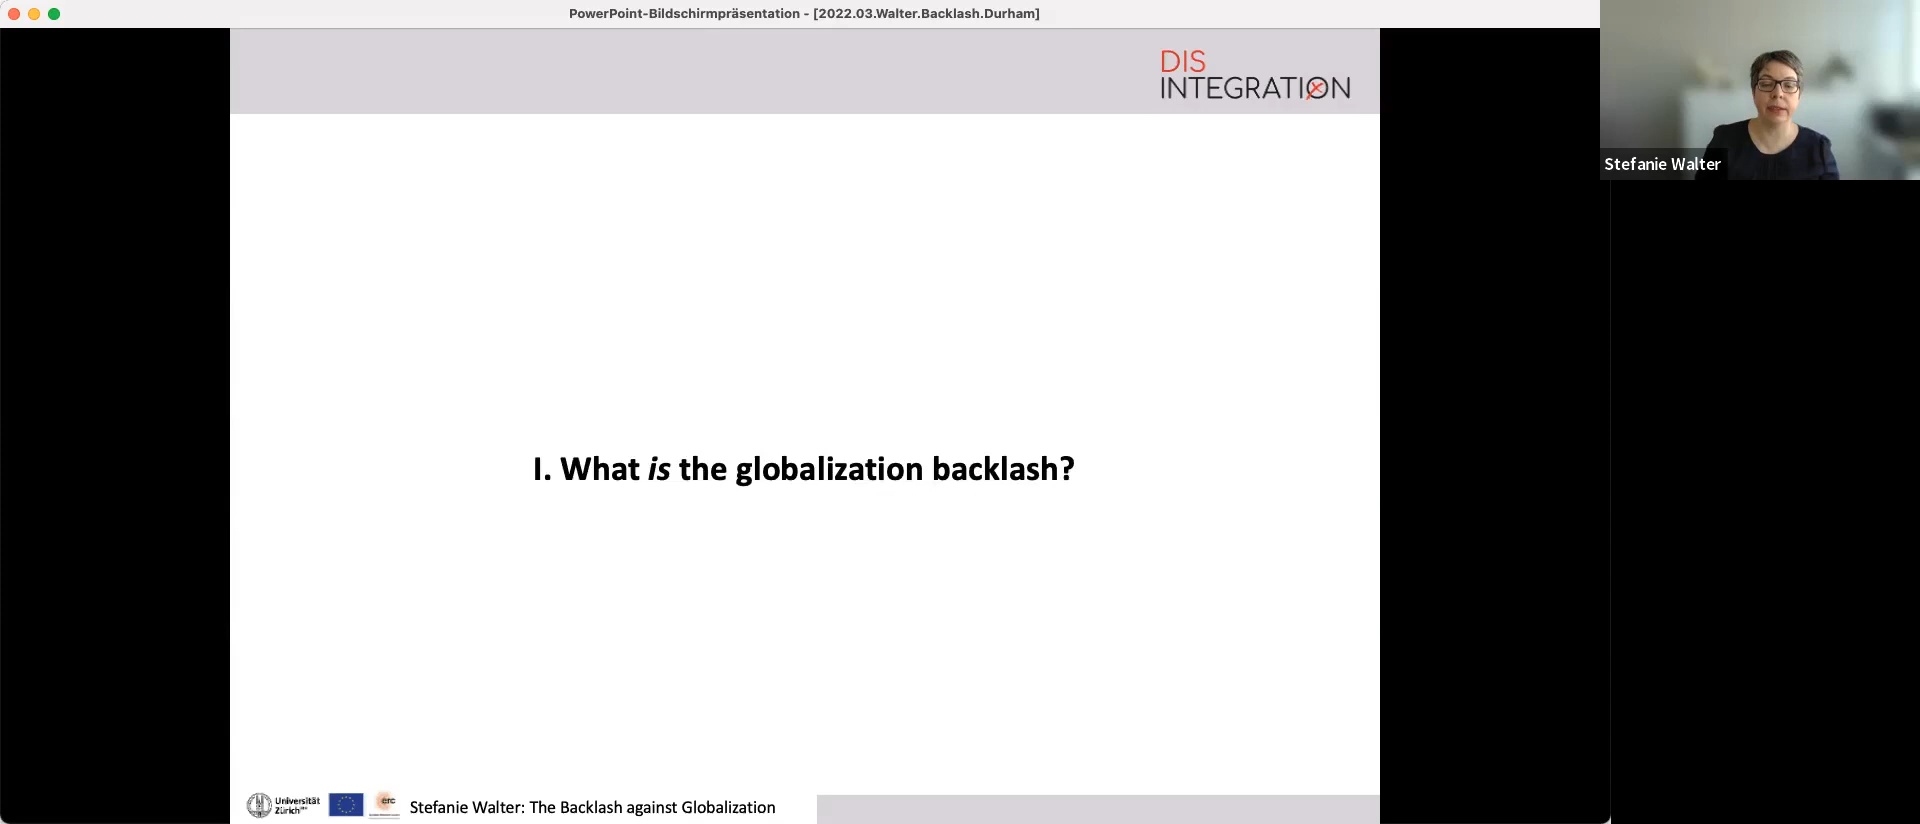 PowerPoint-Bildschirmpräsentation - [2022.03.Walter.Backlash.Durham]
DIS
INTEGRATION
Stefanie Walter
I. What is the globalization backlash?
Universität
Zürich
erc
Stefanie Walter: The Backlash against Globalization